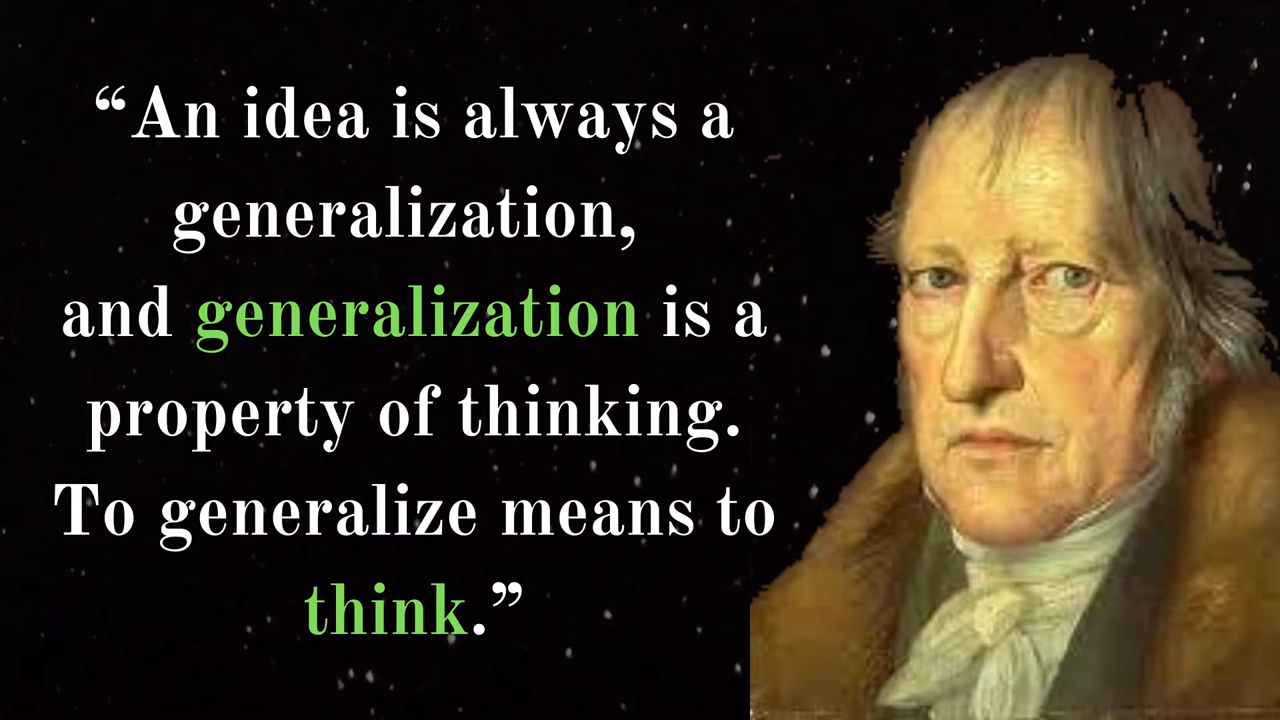 “An idea is always a
generalization,
and generalization is a
property of thinking.
To generalize means to
think.”